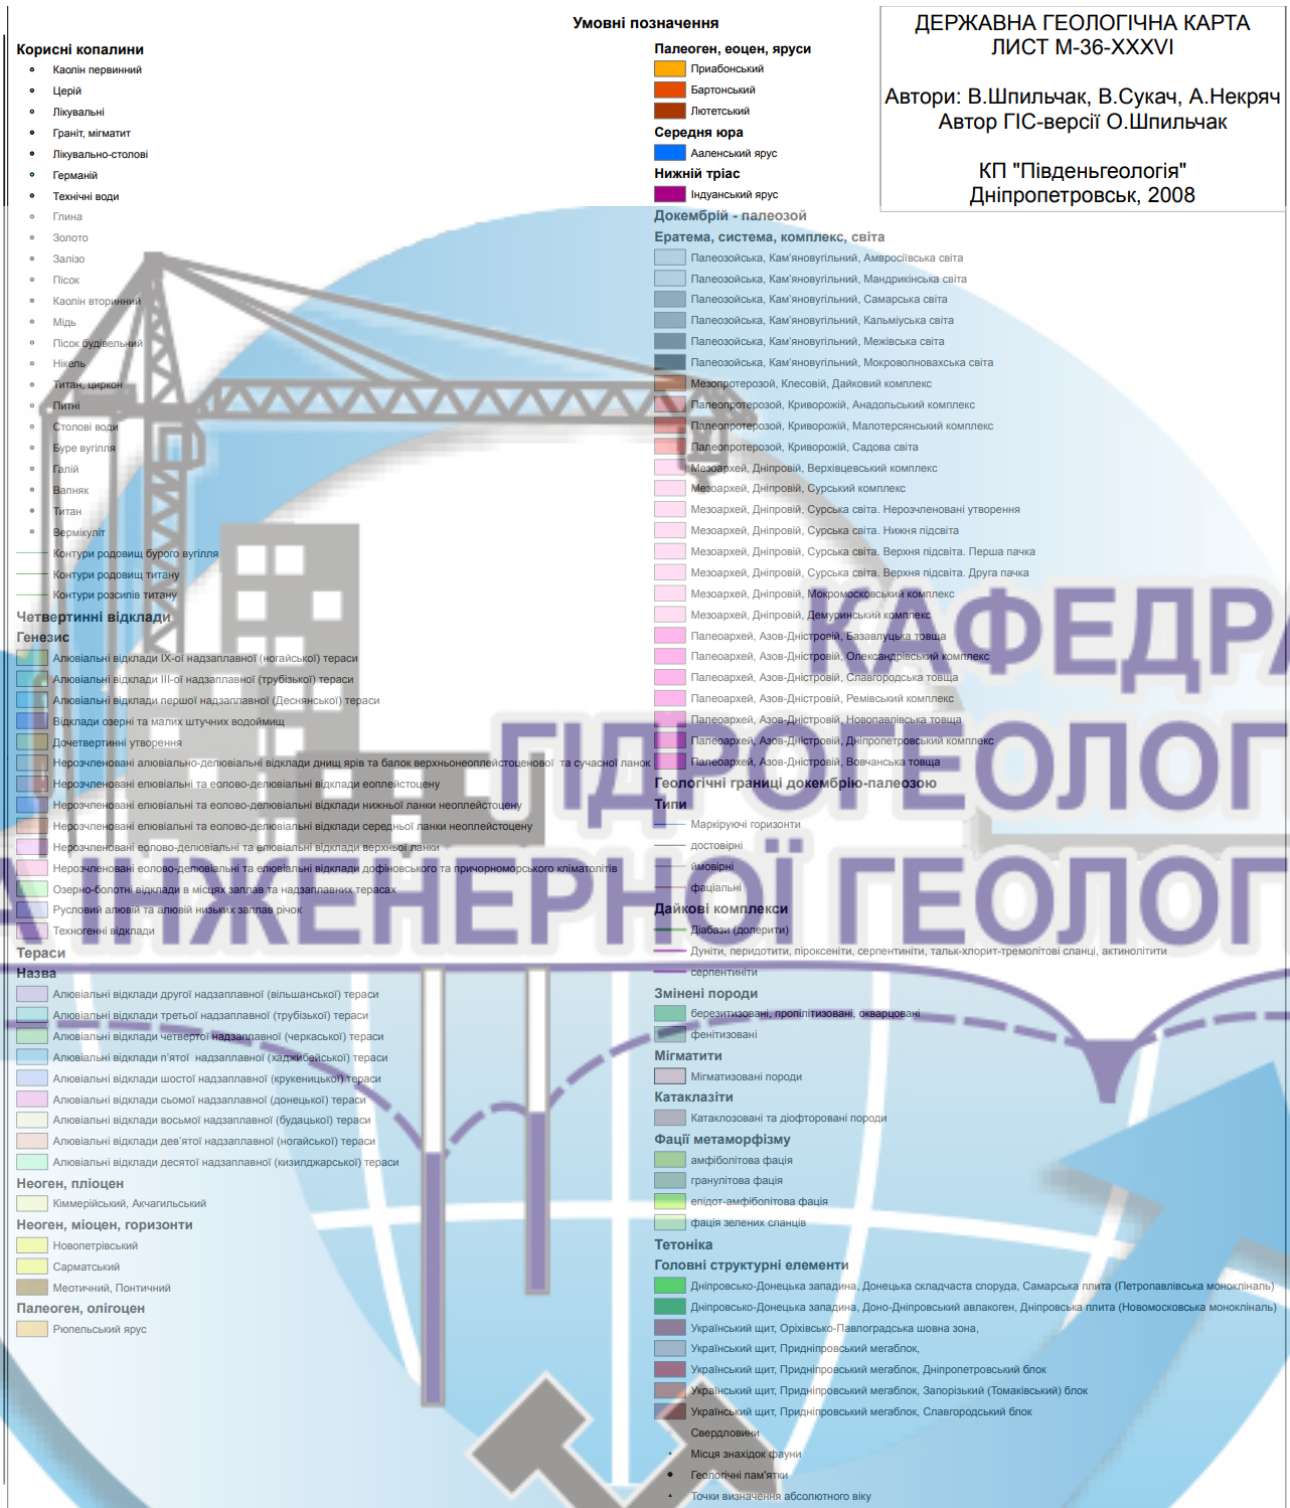 Умовні позначення
ДЕРЖАВНА ГЕОЛОГІЧНА КАРТА
ЛИСТ М-36-XXXVI
Автори: В.Шпильчак, В.Сукач, А.Некряч
Автор ГІС-версії О.Шпильчак
КП "Південьгеологія"
Дніпропетровськ, 2008
Корисні копалини
Каолін первинний
Церій
Лікувальні
Граніт, мігматит
Лікувально-столові
Германій
Технічні води
Глина
Золото
Залізо
Пісок
Каолін вторинний
Мідь
Пісок будівельний
Нікель
Титан, циркон
Питні
Столові води
Буре вугілля
Галій
Вапняк
Титан
Вермікуліт
Контури родовищ бурого вугілля
Контури родовищ титану
Контури розсипів титану
Четвертинні відклади
Генезис
Алювіальні відклади IX-ої надзаплавної (ногайської) тераси
Алювіальні відклади III-ої надзаплавної (трубізької) тераси
Алювіальні відклади першої надзаплавної (Деснянської) тераси
Відклади озерні та малих штучних водоймищ
Дочетвертинні утворення
Нерозчленовані алювіально-делювіальні відклади днищ ярів та балок верхньонеоплейстоценової та сучасної ланок
Нерозчленовані елювіальні та еолово-делювіальні відклади еоплейстоцену
Нерозчленовані елювіальні та еолово-делювіальні відклади нижньої ланки неоплейстоцену
Нерозчленовані елювіальні та еолово-делювіальні відклади середньої ланки неоплейстоцену
Нерозчленовані еолово-делювіальні та елювіальні відклади верхньої ланки
Нерозчленовані еолово-делювіальні та елювіальні відклади дофіновського та причорноморського кліматолітів
Озерно-болотні відклади в місцях заплав та надзаплавних терасах
Русловий алювій та алювій низьких заплав річок
Техногенні відклади
Тераси
Назва
Алювіальні відклади другої надзаплавної (вільшанської) тераси
Алювіальні відклади третьої надзаплавної (трубізької) тераси
Алювіальні відклади четвертої надзаплавної (черкаської) тераси
Алювіальні відклади п'ятої надзаплавної (хаджибейської) тераси
Алювіальні відклади шостої надзаплавної (крукеницької) тераси
Алювіальні відклади сьомої надзаплавної (донецької) тераси
Алювіальні відклади восьмої надзаплавної (будацької) тераси
Алювіальні відклади дев'ятої надзаплавної (ногайської) тераси
Алювіальні відклади десятої надзаплавної (кизилджарської) тераси
Неоген, пліоцен
Кіммерійський, Акчагильський
Неоген, міоцен, горизонти
Новопетрівський
Сарматський
Меотичний, Понтичний
Палеоген, олігоцен
Рюпельський ярус
Палеоген, еоцен, яруси
Приабонський
Бартонський
Лютетський
Середня юра
Ааленський ярус
Нижній тріас
Індуанський ярус
Докембрій - палеозой
Ератема, система, комплекс, світа
Палеозойська, Кам'яновугільний, Амвросіївська світа
Палеозойська, Кам'яновугільний, Мандрикінська світа
Палеозойська, Кам'яновугільний, Самарська світа
Палеозойська, Кам'яновугільний, Кальміуська світа
Палеозойська, Кам'яновугільний, Межівська світа
Палеозойська, Кам'яновугільний, Мокроволновахська світа
Мезопротерозой, Клесовій, Дайковий комплекс
Палеопротерозой, Криворожій, Анадольський комплекс
Палеопротерозой, Криворожій, Малотерсянський комплекс
Палеопротерозой, Криворожій, Садова світа
Мезоархей, Дніпровій, Верхівцевський комплекс
Мезоархей, Дніпровій, Сурський комплекс
Мезоархей, Дніпровій, Сурська світа. Нерозчленовані утворення
Мезоархей, Дніпровій, Сурська світа. Нижня підсвіта
Мезоархей, Дніпровій, Сурська світа. Верхня підсвіта. Перша пачка
Мезоархей, Дніпровій, Сурська світа. Верхня підсвіта. Друга пачка
Мезоархей, Дніпровій, Мокромосковський комплекс
Мезоархей, Дніпровій, Демуринський комплекс
Палеоархей, Азов-Дністровій, Базавлуцька товща
Палеоархей, Азов-Дністровій, Олександрівський комплекс
Палеоархей, Азов-Дністровій, Славгородська товща
Палеоархей, Азов-Дністровій, Ремівський комплекс
Палеоархей, Азов-Дністровій, Новопавлівська товща
Палеоархей, Азов-Дністровій, Дніпропетровський комплекс
Палеоархей, Азов-Дністровій, Вовчанська товща
Геологічні границі докембрію-палеозою
Типи
Маркіруючі горизонти
достовірні
ймовірні
фаціальні
Дайкові комплекси
Діабази (долерити)
Дуніти, перидотити, піроксеніти, серпентиніти, тальк-хлорит-тремолітові сланці, актинолітити
серпентиніти
Змінені породи
березитизовані, пропілітизовані, окварцовані
фенітизовані
Мігматити
Мігматизовані породи
Катаклазіти
Катаклозовані та діофторовані породи
Фації метаморфізму
амфіболітова фація
гранулітова фація
епідот-амфіболітова фація
фація зелених сланців
Тетоніка
Головні структурні елементи
Дніпровсько-Донецька западина, Донецька складчаста споруда, Самарська плита (Петропавлівська монокліналь)
Дніпровсько-Донецька западина, Доно-Дніпровський авлакоген, Дніпровська плита (Новомосковська монокліналь)
Український щит, Оріхівсько-Павлоградська шовна зона,
Український щит, Придніпровський мегаблок,
Український щит, Придніпровський мегаблок, Дніпропетровський блок
Український щит, Придніпровський мегаблок, Запорізький (Томаківський) блок
Український щит, Придніпровський мегаблок, Славгородський блок
Свердловини
Місця знахідок фауни
Геологічні пам'ятки
Точки визначення абсолютного віку
КАФЕДРА
ГІДРОГЕОЛОГ
А ІНЖЕНЕРНОЇ ГЕОЛОГ